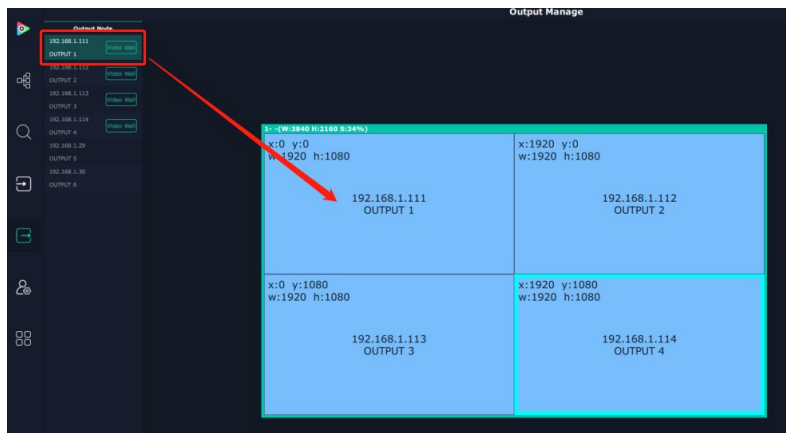 Output Manage
Output Node
192.168.1.111
Video Wall
OUTPUT 1
192.168.1.112
Video Wall
OUTPUT 2
192.168.1.113
Video Wall
OUTPUT 3
192.168.1.114
Video Wall
OUTPUT 4
192.168.1.29
OUTPUT 5
192.168.1.30
OUTPUT 6
1- -(W:3840 H:2160 S:34%)
x:0 y:0
w:1920 h:1080
192.168.1.111
OUTPUT 1
x:1920 y:0
w:1920 h:1080
192.168.1.112
OUTPUT 2
x:0 y:1080
w:1920 h:1080
192.168.1.113
OUTPUT 3
x:1920 y:1080
w:1920 h:1080
192.168.1.114
OUTPUT 4